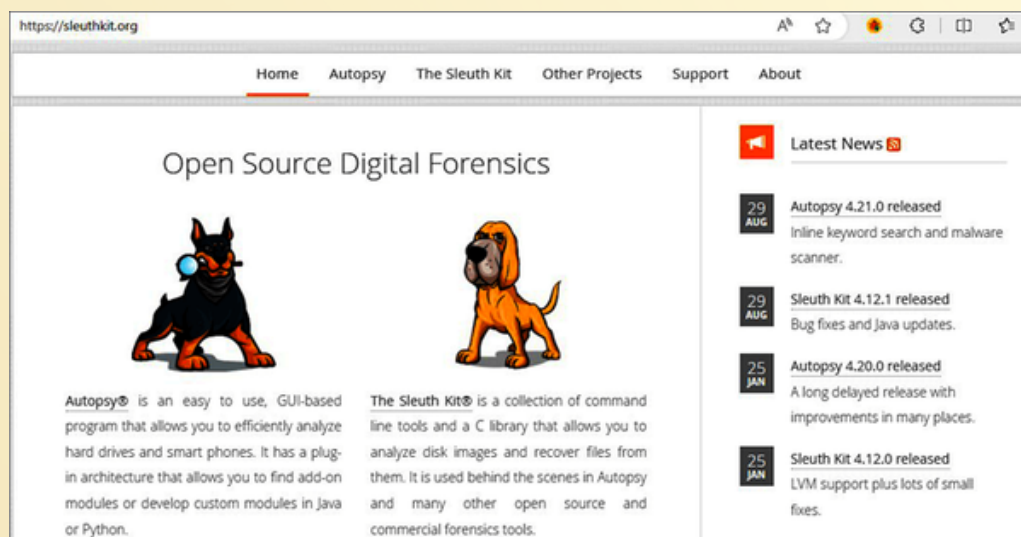 https://sleuthkit.org
Home Autopsy The Sleuth Kit Other Projects Support About
Open Source Digital Forensics
Autopsy® is an easy to use, GUI-based
program that allows you to efficiently analyze
hard drives and smart phones. It has a plug-
in architecture that allows you to find add-on
modules or develop custom modules in Java
or Python.
The Sleuth Kit® is a collection of command
line tools and a C library that allows you to
analyze disk images and recover files from
them. It is used behind the scenes in Autopsy
and many other open source and
commercial forensics tools.
Latest News
29
AUG
Autopsy 4.21.0 released
Inline keyword search and malware
scanner.
29
AUG
Sleuth Kit 4.12.1 released
Bug fixes and Java updates.
25
JAN
Autopsy 4.20.0 released
A long delayed release with
improvements in many places.
25
JAN
Sleuth Kit 4.12.0 released
LVM support plus lots of small
fixes.